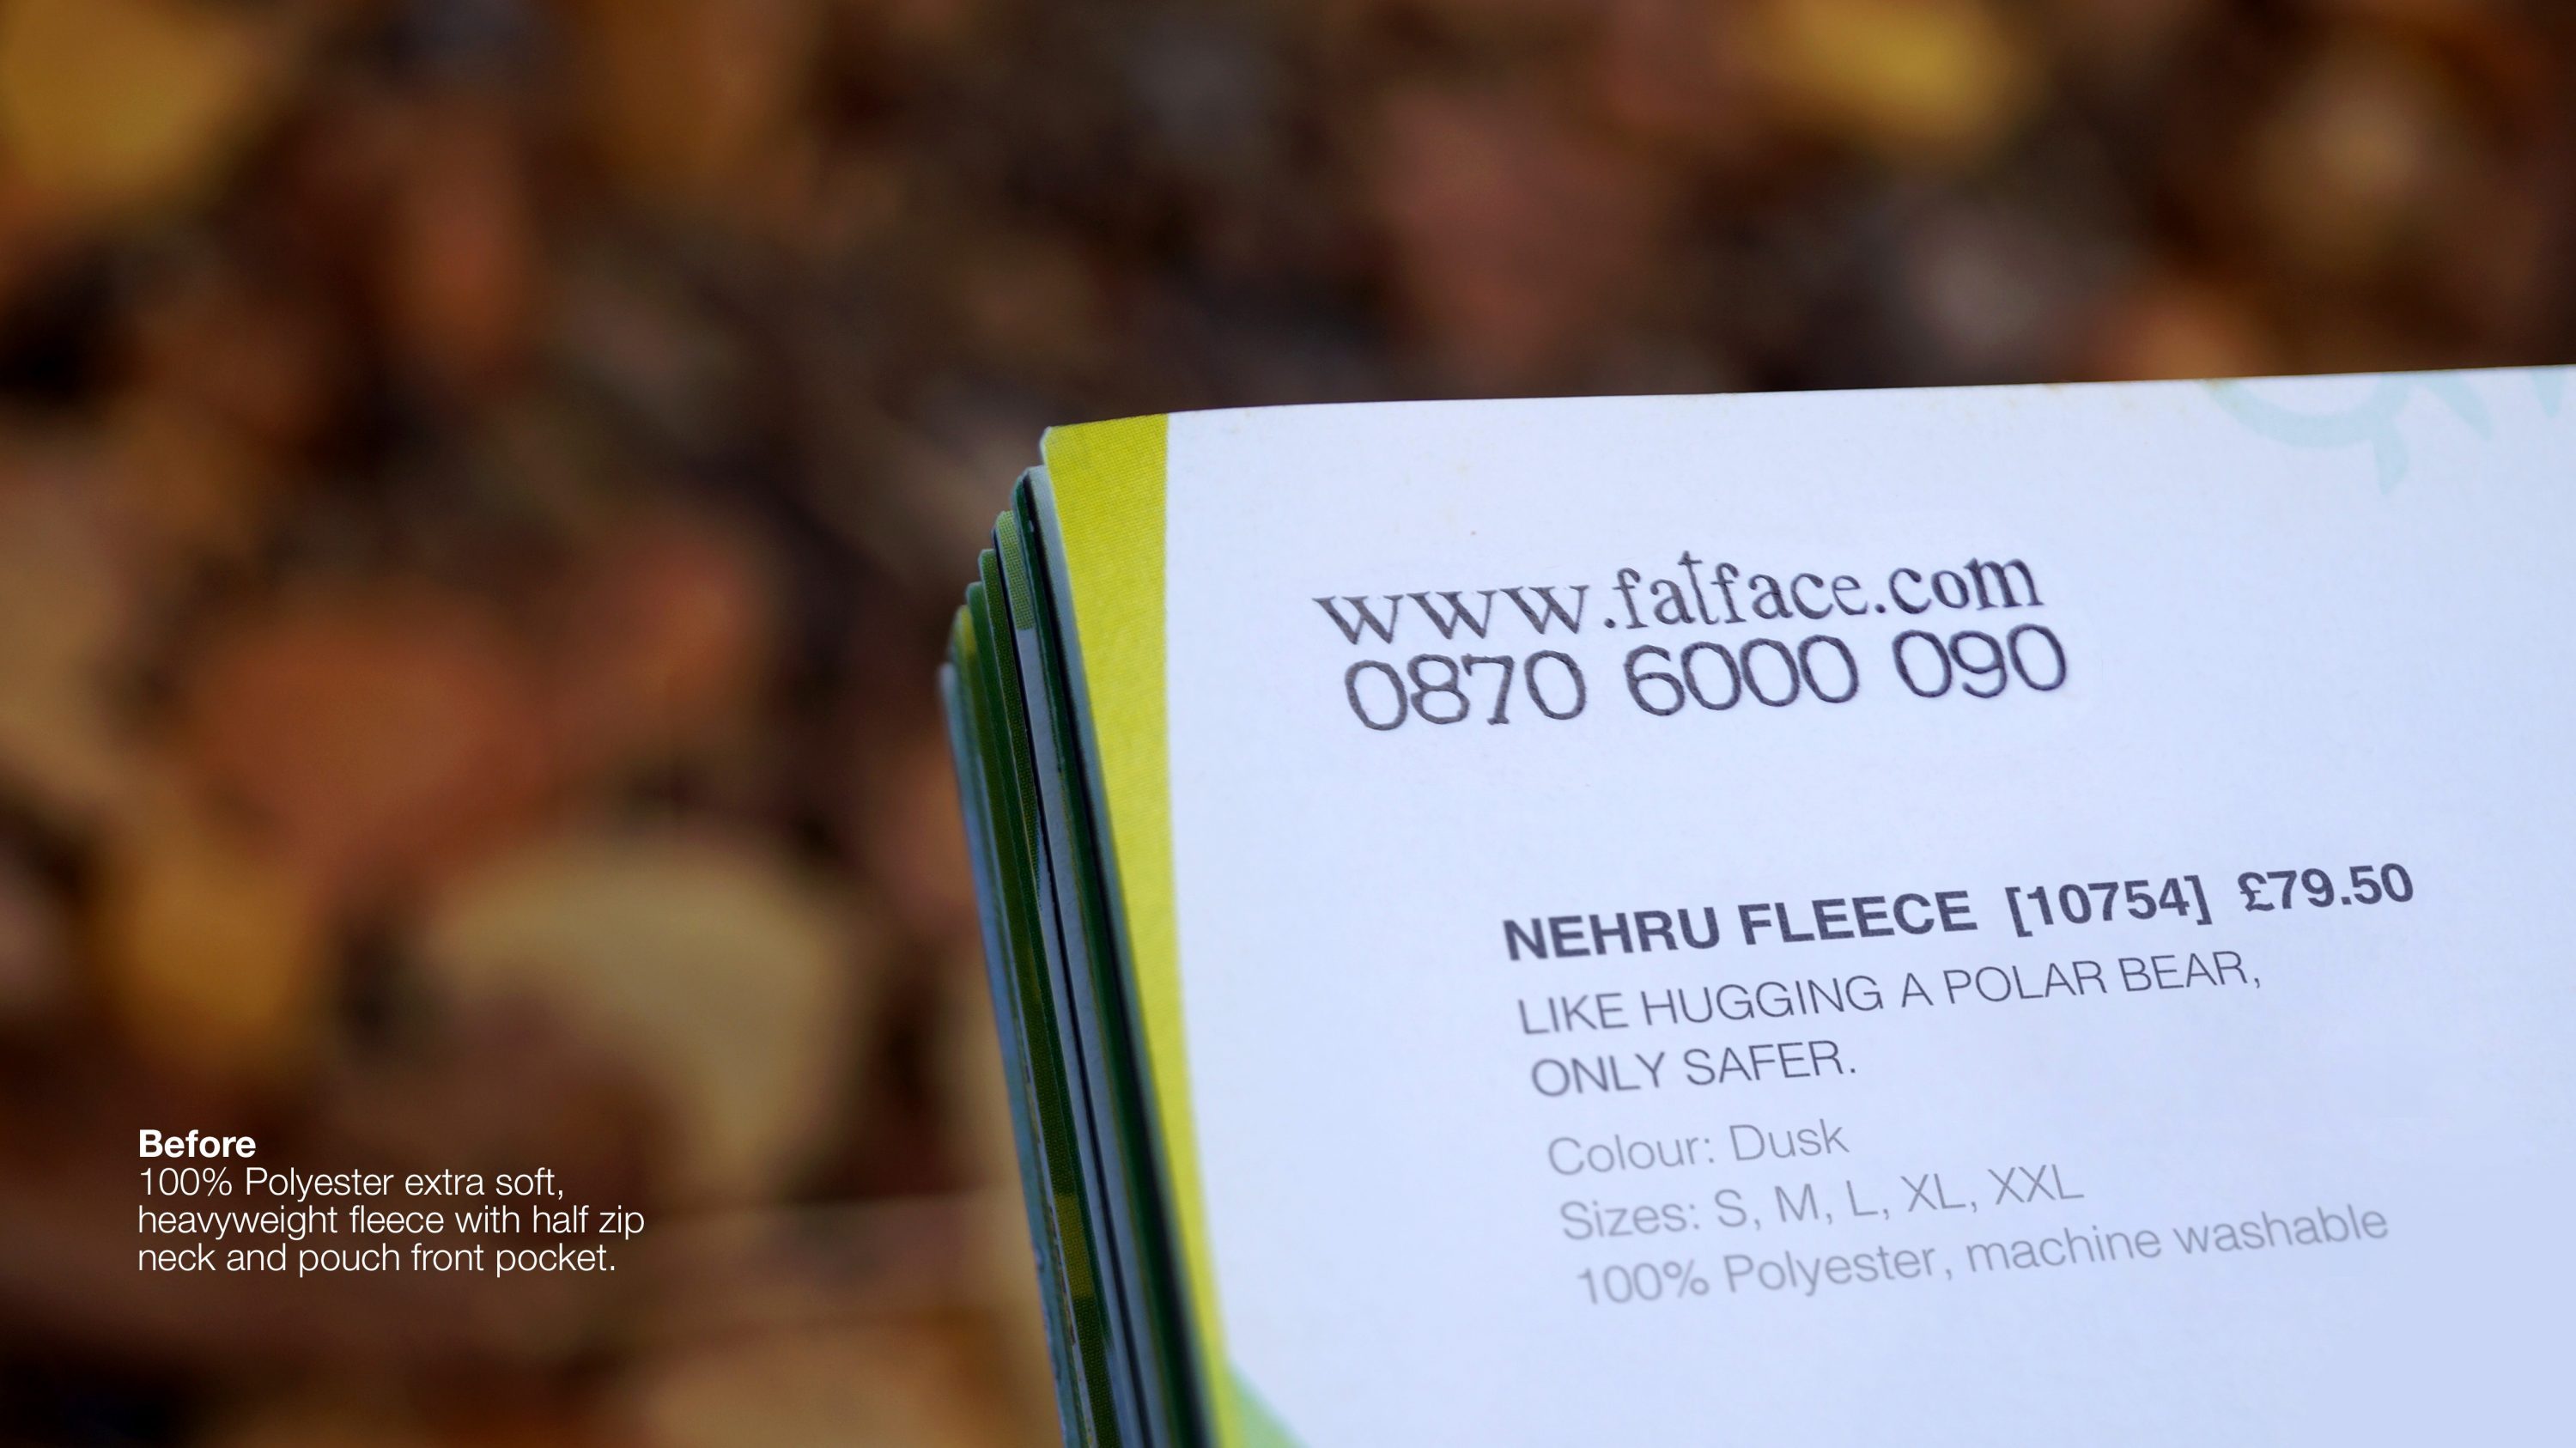 www.fatface.com
0870 6000 090
NEHRU FLEECE [10754] £79.50
LIKE HUGGING A POLAR BEAR,
ONLY SAFER.
Colour: Dusk
Sizes: S, M, L, XL, XXL
100% Polyester, machine washable
Before
100% Polyester extra soft,
heavyweight fleece with half zip
neck and pouch front pocket.